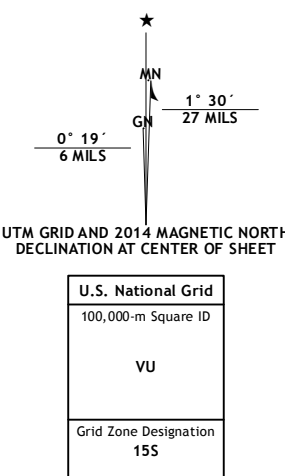 ★
MN
1° 30´
27 MILS
GN
0° 19´
6 MILS
UTM GRID AND 2014 MAGNETIC NORTH
DECLINATION AT CENTER OF SHEET
U.S. National Grid
100,000-m Square ID
VU
Grid Zone Designation
15S